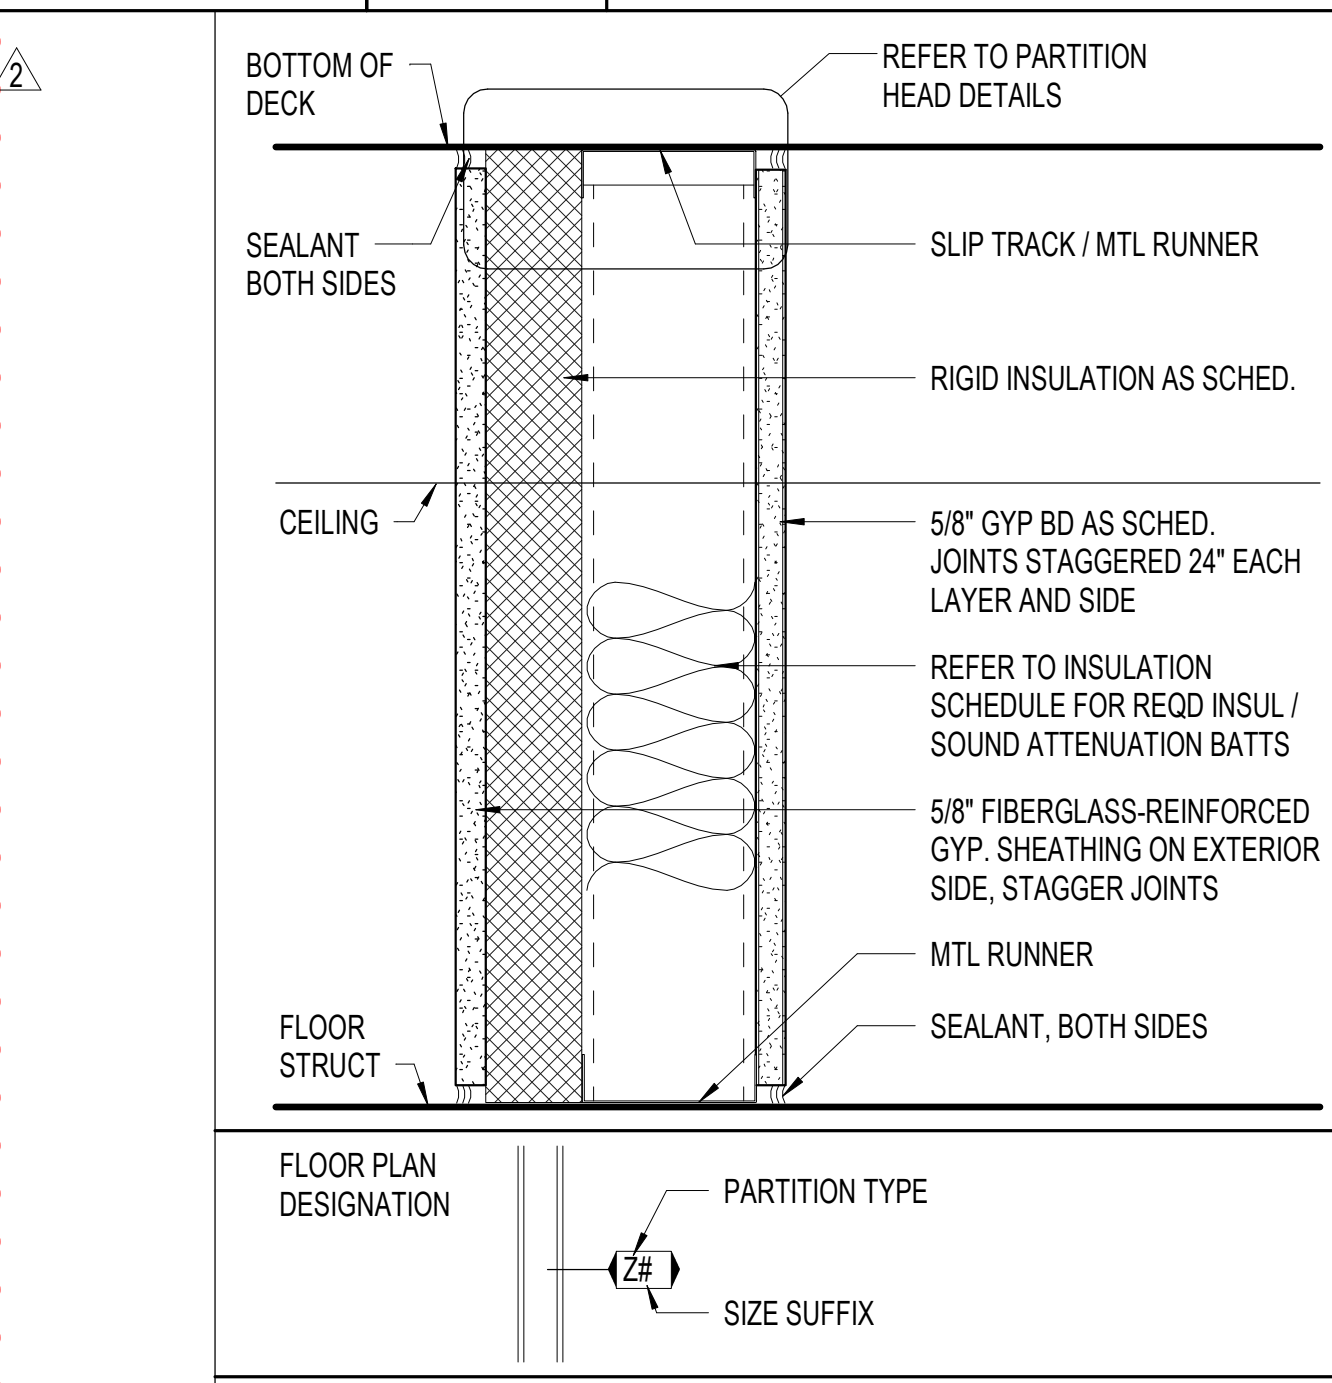 2
BOTTOM OF
DECK
REFER TO PARTITION
HEAD DETAILS
SEALANT
BOTH SIDES
SLIP TRACK / MTL RUNNER
RIGID INSULATION AS SCHED.
CEILING
5/8" GYP BD AS SCHED.
JOINTS STAGGERED 24" EACH
LAYER AND SIDE
REFER TO INSULATION
SCHEDULE FOR REQD INSUL /
SOUND ATTENUATION BATTS
5/8" FIBERGLASS-REINFORCED
GYP. SHEATHING ON EXTERIOR
SIDE, STAGGER JOINTS
MTL RUNNER
SEALANT, BOTH SIDES
FLOOR
STRUCT
FLOOR PLAN
DESIGNATION
PARTITION TYPE
Z#
SIZE SUFFIX